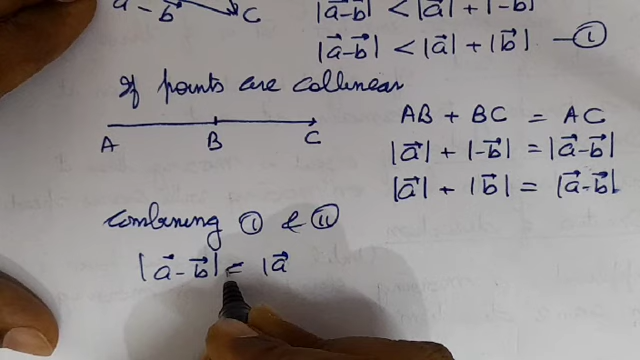 a⃗ - b⃗ C
|a⃗-b⃗| < |a⃗| + |-b⃗|
|a⃗-b⃗| < |a⃗| + |b⃗| — Ⓘ
If points are collinear
A B C
AB + BC = AC
|a⃗| + |-b⃗| = |a⃗-b⃗|
|a⃗| + |b⃗| = |a⃗-b⃗|
Combining Ⓘ & Ⓘⓘ
|a⃗-b⃗| ≤ |a⃗